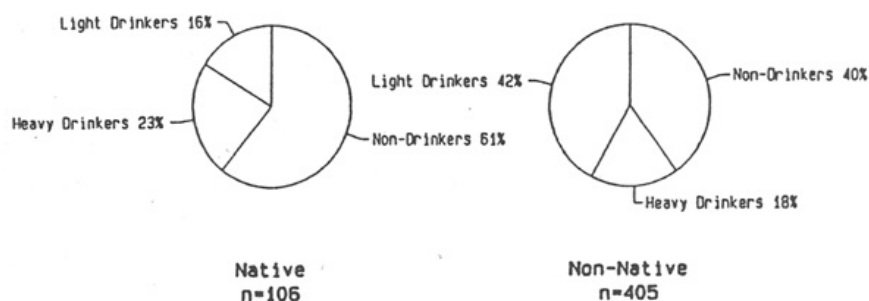 Light Drinkers 16%
Heavy Drinkers 23%
Non-Drinkers 61%
Native
n=106
Light Drinkers 42%
Non-Drinkers 40%
Heavy Drinkers 18%
Non-Native
n=405